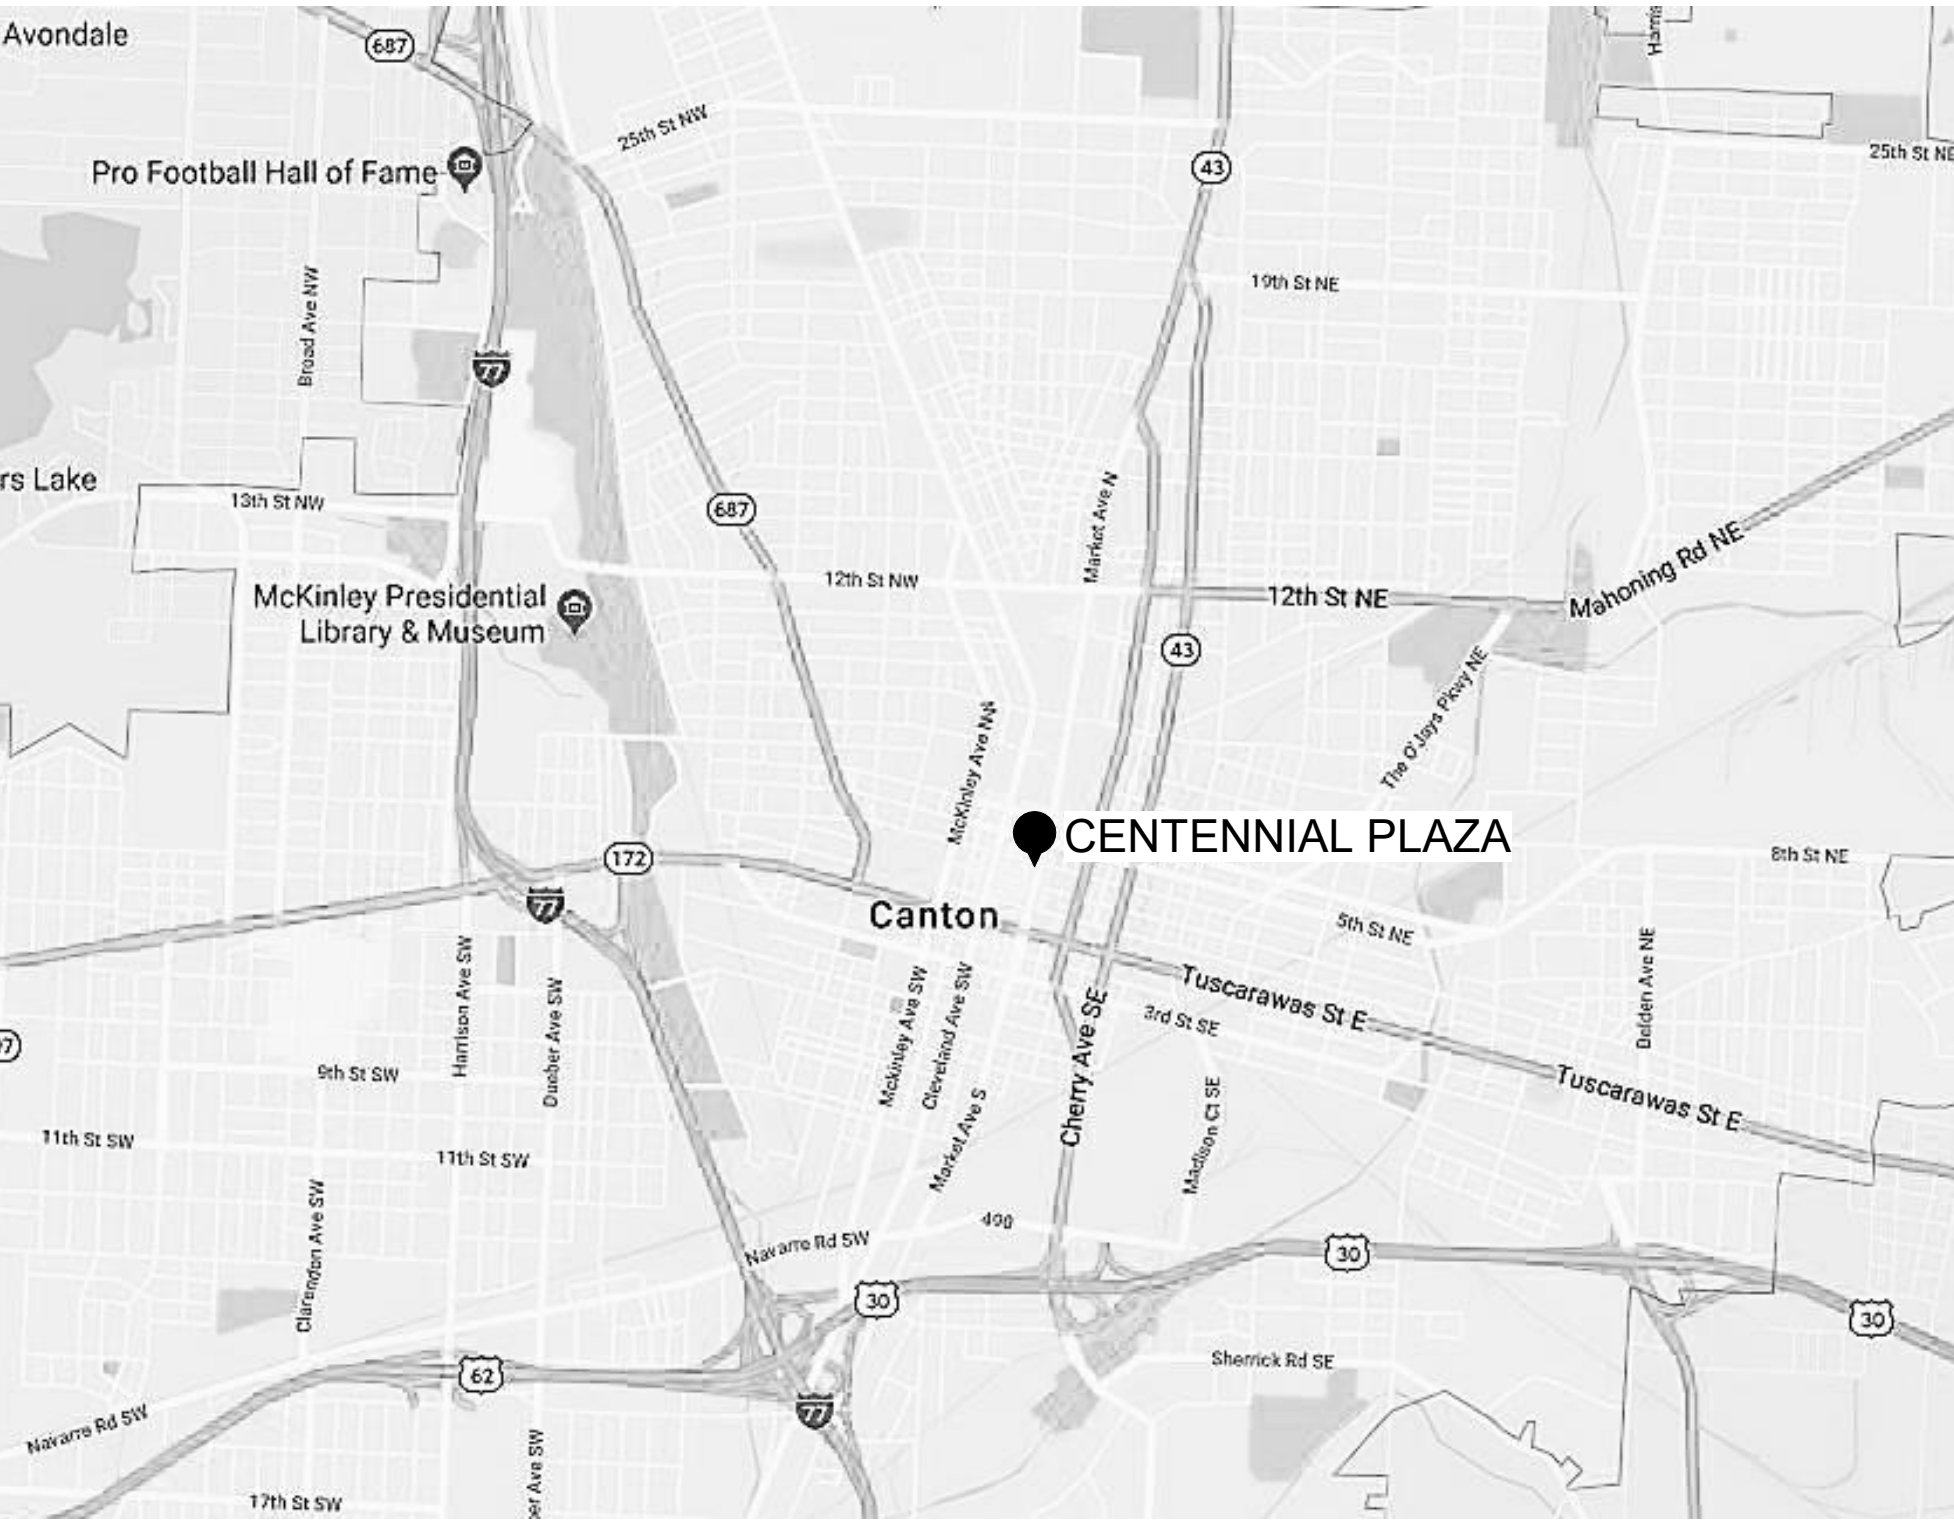 Avondale
687
Harris
25th St NW
25th St NE
Pro Football Hall of Fame
43
19th St NE
Broad Ave NW
77
rs Lake
13th St NW
687
Market Ave N
Mahoning Rd NE
12th St NW
12th St NE
McKinley Presidential
Library & Museum
43
The O'Jays Pkwy NE
McKinley Ave NW
CENTENNIAL PLAZA
172
8th St NE
77
Canton
5th St NE
Belden Ave NE
Harrison Ave SW
Dueber Ave SW
Mckinley Ave SW
Cleveland Ave SW
Tuscarawas St E
3rd St SE
Cherry Ave SE
9th St SW
Tuscarawas St E
Market Ave S
Madison Ct SE
11th St SW
11th St SW
Clarendon Ave SW
490
Navarre Rd SW
30
30
30
62
Sherrick Rd SE
77
Navarre Rd SW
er Ave SW
17th St SW